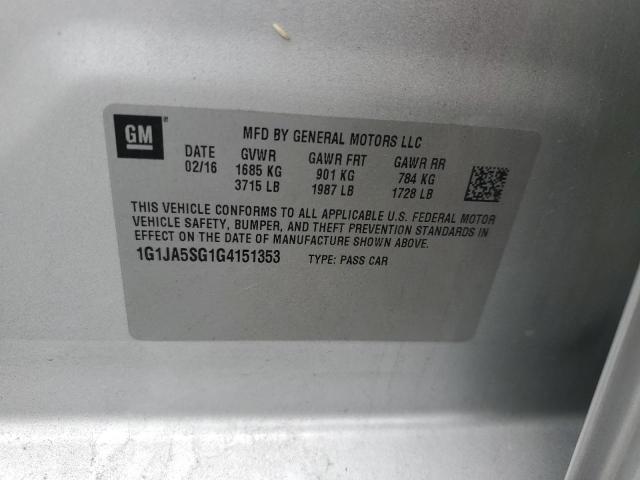 GM
MFD BY GENERAL MOTORS LLC
DATE GVWR GAWR FRT GAWR RR
02/16 1685 KG 901 KG 784 KG
3715 LB 1987 LB 1728 LB
THIS VEHICLE CONFORMS TO ALL APPLICABLE U.S. FEDERAL MOTOR
VEHICLE SAFETY, BUMPER, AND THEFT PREVENTION STANDARDS IN
EFFECT ON THE DATE OF MANUFACTURE SHOWN ABOVE.
1G1JA5SG1G4151353 TYPE: PASS CAR